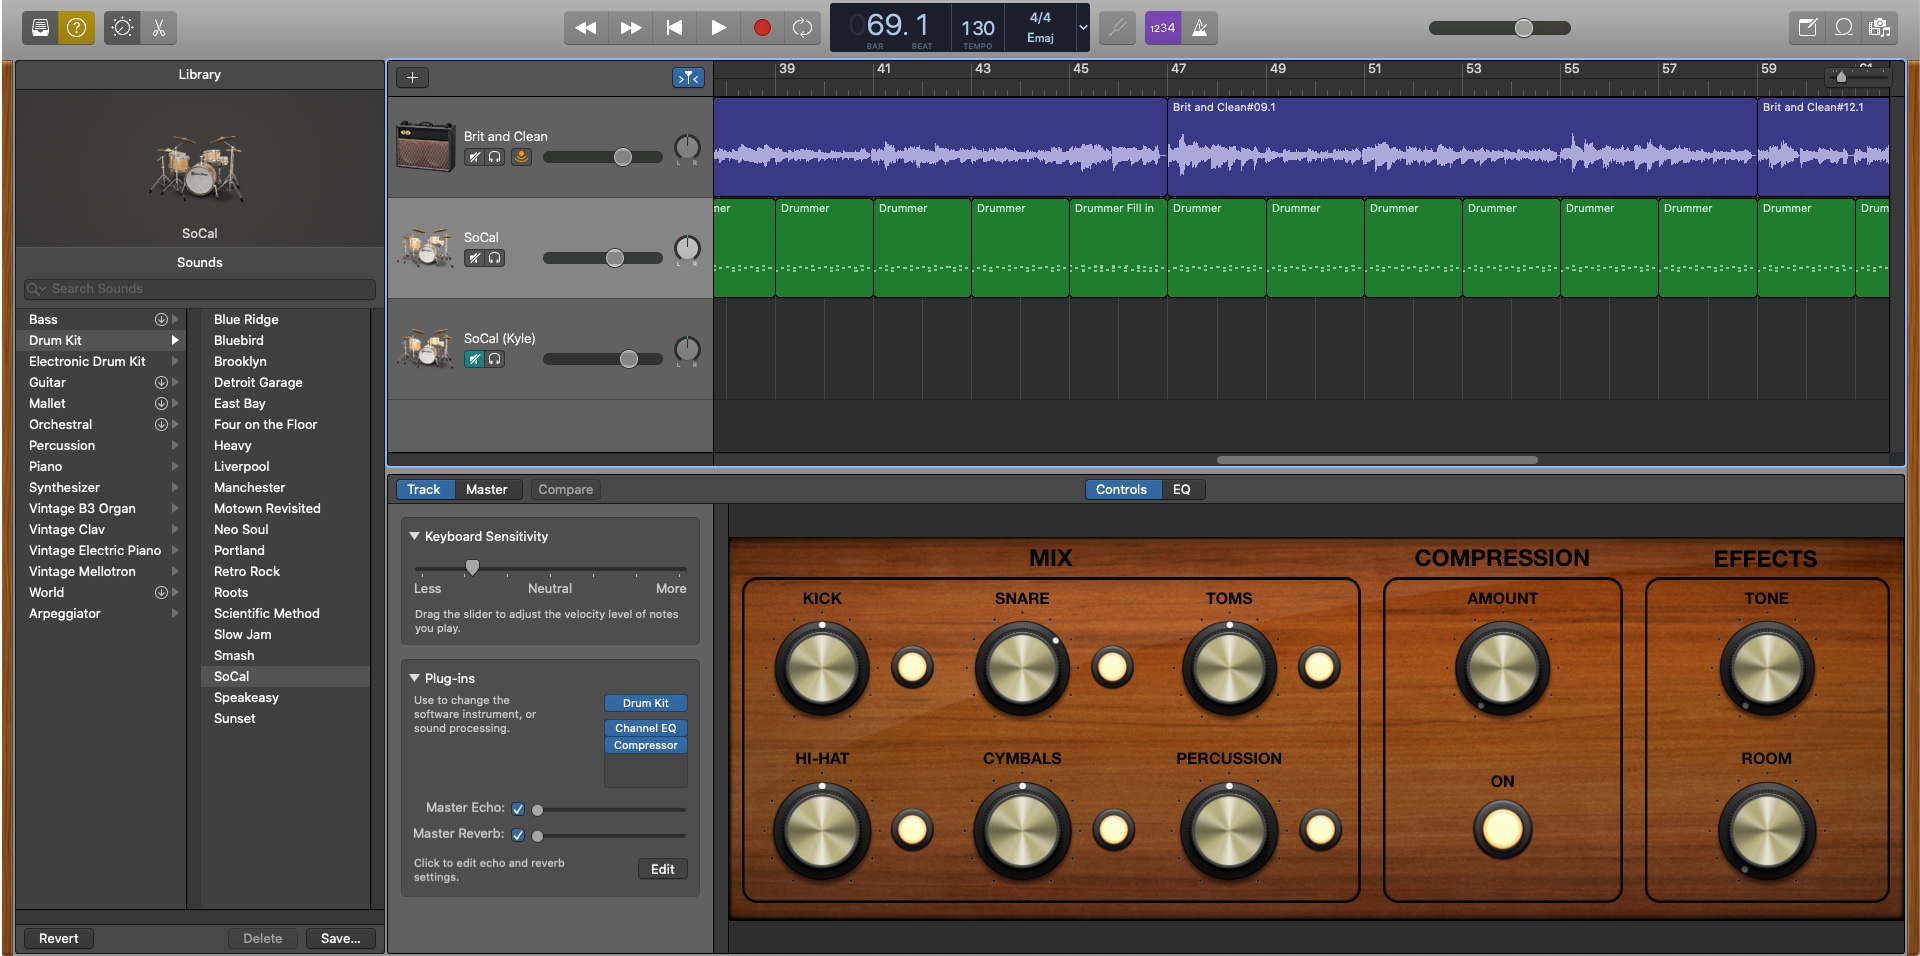 1234
69. 1
BAR BEAT
130
TEMPO
4/4
Emaj
Library
SoCal
Sounds
Search Sounds
Bass
Drum Kit
Electronic Drum Kit
Guitar
Mallet
Orchestral
Percussion
Piano
Synthesizer
Vintage B3 Organ
Vintage Clav
Vintage Electric Piano
Vintage Mellotron
World
Arpeggiator
Blue Ridge
Bluebird
Brooklyn
Detroit Garage
East Bay
Four on the Floor
Heavy
Liverpool
Manchester
Motown Revisited
Neo Soul
Portland
Retro Rock
Roots
Scientific Method
Slow Jam
Smash
SoCal
Speakeasy
Sunset
Revert
Delete
Save...
39 41 43 45 47 49 51 53 55 57 59
Brit and Clean
L R
Brit and Clean#09.1
Brit and Clean#12.1
SoCal
L R
mer Drummer Drummer Drummer Drummer Fill in Drummer Drummer Drummer Drummer Drummer Drummer Drummer Drum
SoCal (Kyle)
L R
Track Master Compare
Controls EQ
Keyboard Sensitivity
Less Neutral More
Drag the slider to adjust the velocity level of notes
you play.
Plug-ins
Use to change the
software instrument, or
sound processing.
Drum Kit
Channel EQ
Compressor
Master Echo:
Master Reverb:
Click to edit echo and reverb
settings.
Edit
MIX
KICK SNARE TOMS
HI-HAT CYMBALS PERCUSSION
COMPRESSION
AMOUNT
ON
EFFECTS
TONE
ROOM